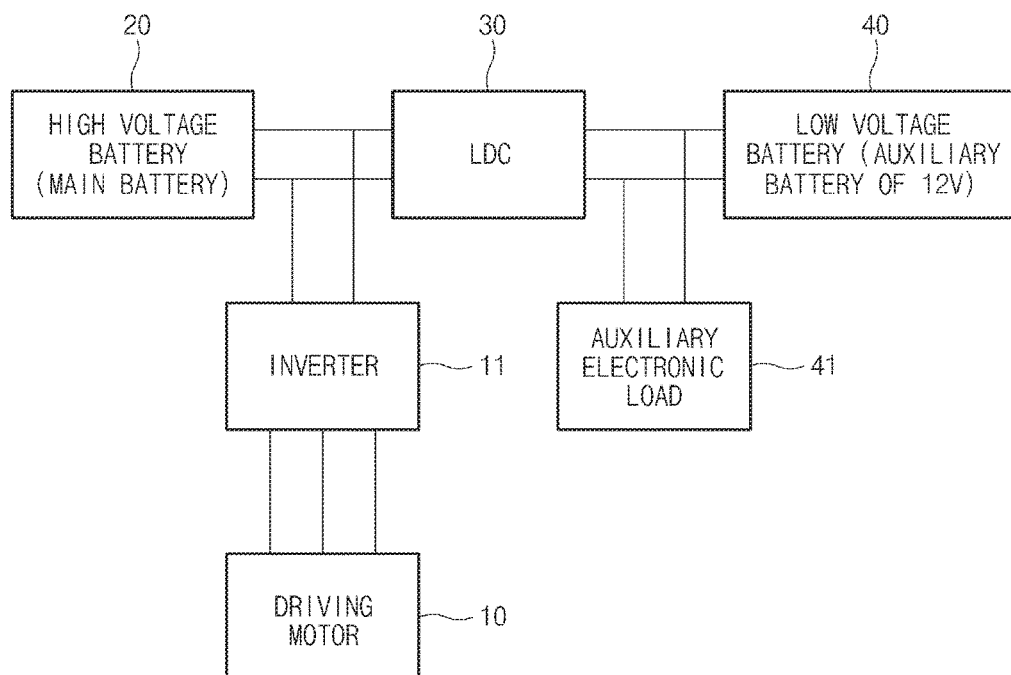 20
30
40
HIGH VOLTAGE
BATTERY
(MAIN BATTERY)
LDC
LOW VOLTAGE
BATTERY (AUXILIARY
BATTERY OF 12V)
INVERTER
11
AUXILIARY
ELECTRONIC
LOAD
41
DRIVING
MOTOR
10